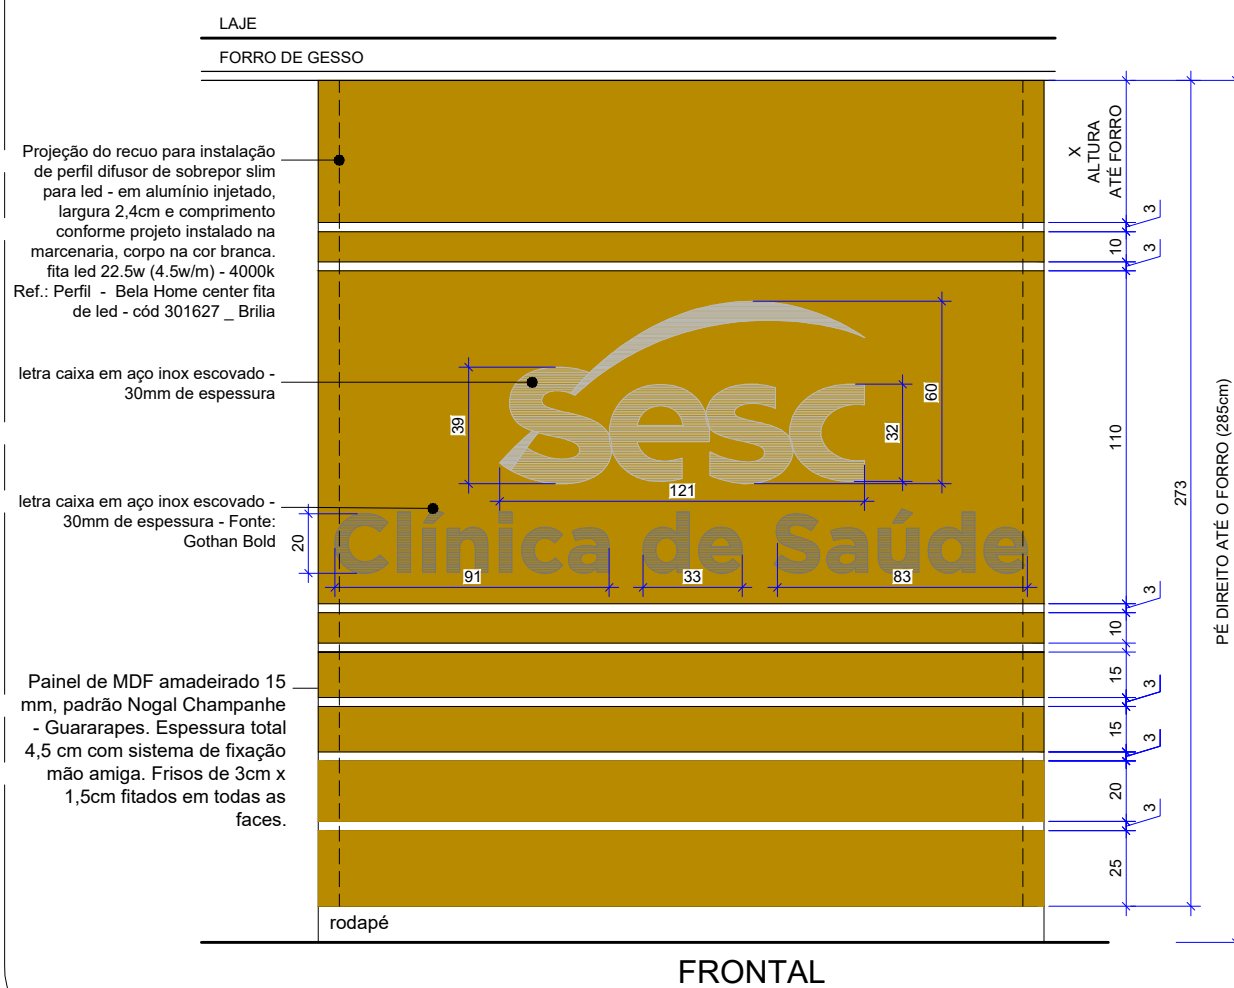 LAJE
FORRO DE GESSO
Projeção do recuo para instalação
de perfil difusor de sobrepor slim
para led - em alumínio injetado,
largura 2,4cm e comprimento
conforme projeto instalado na
marcenaria, corpo na cor branca.
fita led 22.5w (4.5w/m) - 4000k
Ref.: Perfil - Bela Home center fita
de led - cód 301627 _ Brilia
letra caixa em aço inox escovado -
30mm de espessura
letra caixa em aço inox escovado -
30mm de espessura - Fonte:
Gothan Bold
20
Painel de MDF amadeirado 15
mm, padrão Nogal Champanhe
- Guararapes. Espessura total
4,5 cm com sistema de fixação
mão amiga. Frisos de 3cm x
1,5cm fitados em todas as
faces.
Sesc
39
60
32
121
Clínica de Saúde
91
33
83
X
ALTURA
ATÉ FORRO
3
10
3
110
3
10
15
3
15
3
20
3
25
273
PÉ DIREITO ATÉ O FORRO (285cm)
rodapé
FRONTAL